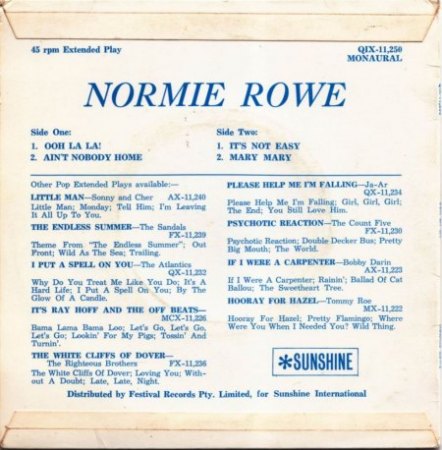 45 rpm Extended Play
QIX-11,250
MONAURAL
NORMIE ROWE
Side One:
1. OOH LA LA!
2. AIN'T NOBODY HOME
Side Two:
1. IT'S NOT EASY
2. MARY MARY
Other Pop Extended Plays available:—
LITTLE MAN—Sonny and Cher AX-11,240
Little Man; Monday; Tell Him; I'm Leaving
It All Up To You.
THE ENDLESS SUMMER—The Sandals
FX-11,239
Theme From "The Endless Summer"; Out
Front; Wild As The Sea; Trailing.
I PUT A SPELL ON YOU—The Atlantics
QX-11,232
Why Do You Treat Me Like You Do; It's A
Hard Life; I Put A Spell On You; By The
Glow Of A Candle.
IT'S RAY HOFF AND THE OFF BEATS—
MCX-11,226
Bama Lama Bama Loo; Let's Go, Let's Go,
Let's Go; Lookin' For My Pigs; Tossin' And
Turnin'.
THE WHITE CLIFFS OF DOVER—
The Righteous Brothers FX-11,236
The White Cliffs Of Dover; Loving You; With-
out A Doubt; Late, Late, Night.
PLEASE HELP ME I'M FALLING—Ja-Ar
QX-11,234
Please Help Me I'm Falling; Girl, Girl, Girl;
The End; You Still Love Him.
PSYCHOTIC REACTION—The Count Five
FX-11,230
Psychotic Reaction; Double Decker Bus; Pretty
Big Mouth; The World.
IF I WERE A CARPENTER—Bobby Darin
AX-11,223
If I Were A Carpenter; Rainin'; Ballad Of Cat
Ballou; The Sweetheart Tree.
HOORAY FOR HAZEL—Tommy Roe
MX-11,222
Hooray For Hazel; Pretty Flamingo; Where
Were You When I Needed You? Wild Thing.
*SUNSHINE
Distributed by Festival Records Pty. Limited, for Sunshine International